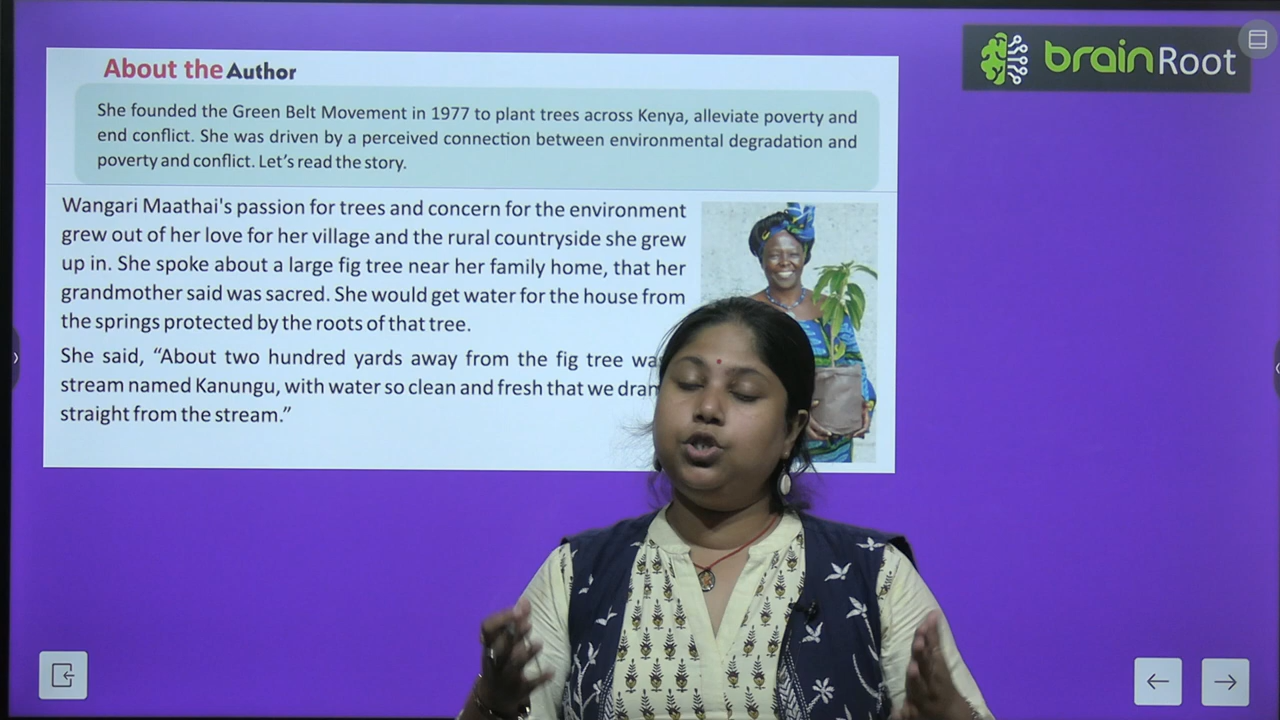 brainRoot
About the Author
She founded the Green Belt Movement in 1977 to plant trees across Kenya, alleviate poverty and
end conflict. She was driven by a perceived connection between environmental degradation and
poverty and conflict. Let's read the story.
Wangari Maathai's passion for trees and concern for the environment
grew out of her love for her village and the rural countryside she grew
up in. She spoke about a large fig tree near her family home, that her
grandmother said was sacred. She would get water for the house from
the springs protected by the roots of that tree.
She said, “About two hundred yards away from the fig tree
stream named Kanungu, with water so clean and fresh that we
straight from the stream.”